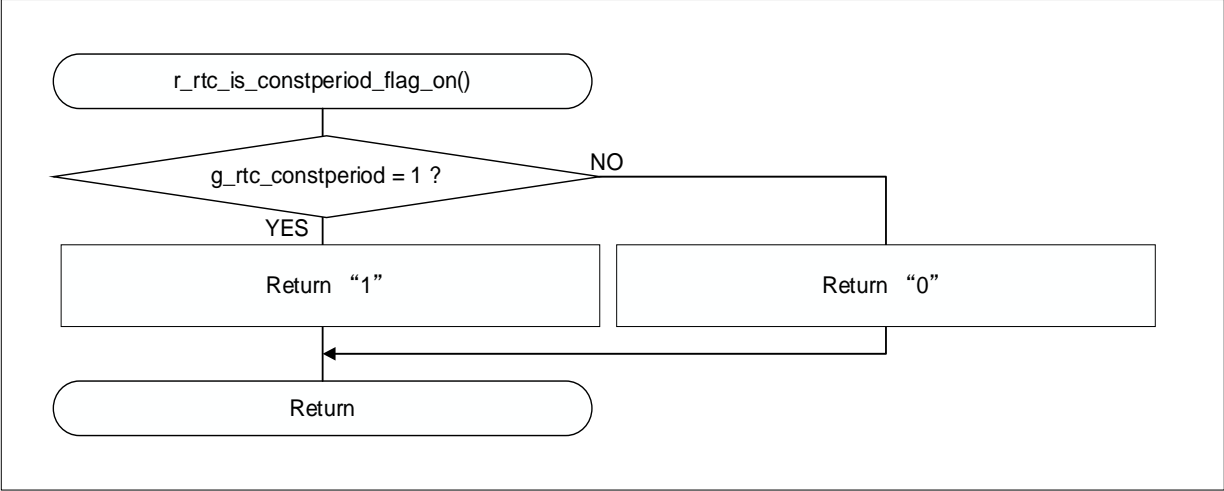 r_rtc_is_constperiod_flag_on()
g_rtc_constperiod = 1 ?
NO
YES
Return “1”
Return “0”
Return